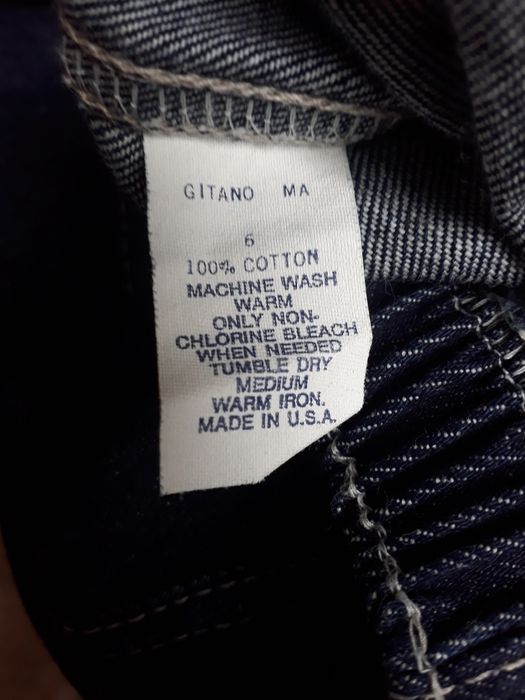 GITANO MA
6
100% COTTON
MACHINE WASH
WARM
ONLY NON-
CHLORINE BLEACH
WHEN NEEDED
TUMBLE DRY
MEDIUM
WARM IRON.
MADE IN U.S.A.